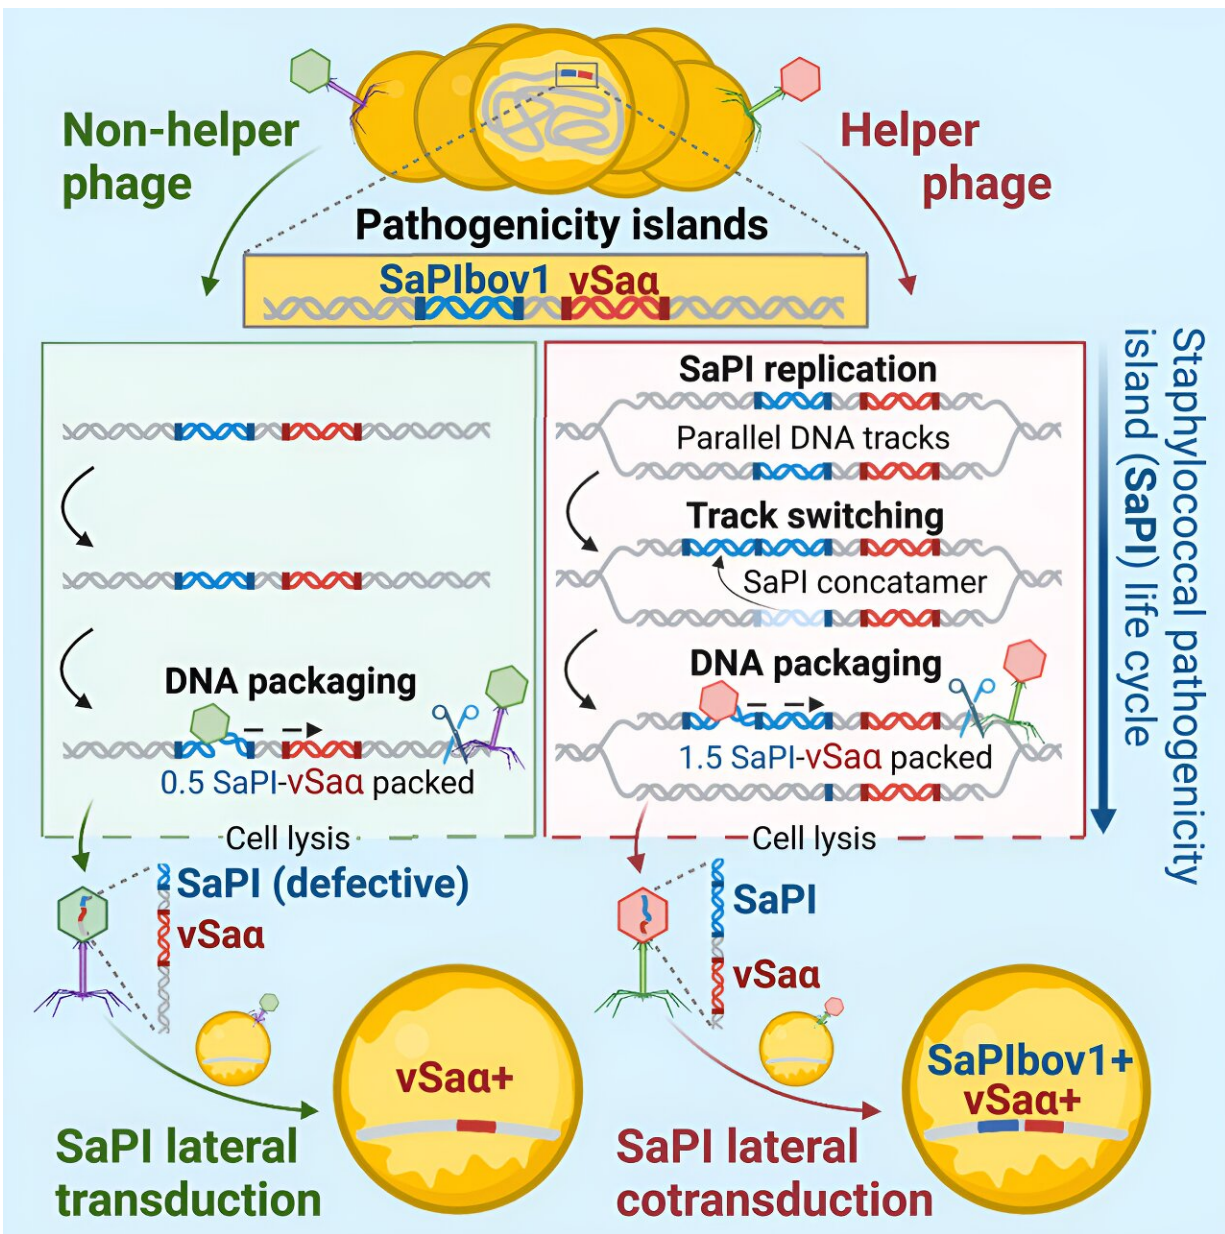 Non-helper
phage
Helper
phage
Pathogenicity islands
SaPIbov1 vSaα
SaPI replication
Parallel DNA tracks
Track switching
SaPI concatamer
DNA packaging
1.5 SaPI-vSaα packed
Cell lysis
DNA packaging
0.5 SaPI-vSaα packed
Cell lysis
Staphylococcal pathogenicity
island (SaPI) life cycle
SaPI (defective)
vSaα
vSaα+
SaPI lateral
transduction
SaPI
vSaα
SaPIbov1+
vSaα+
SaPI lateral
cotransduction